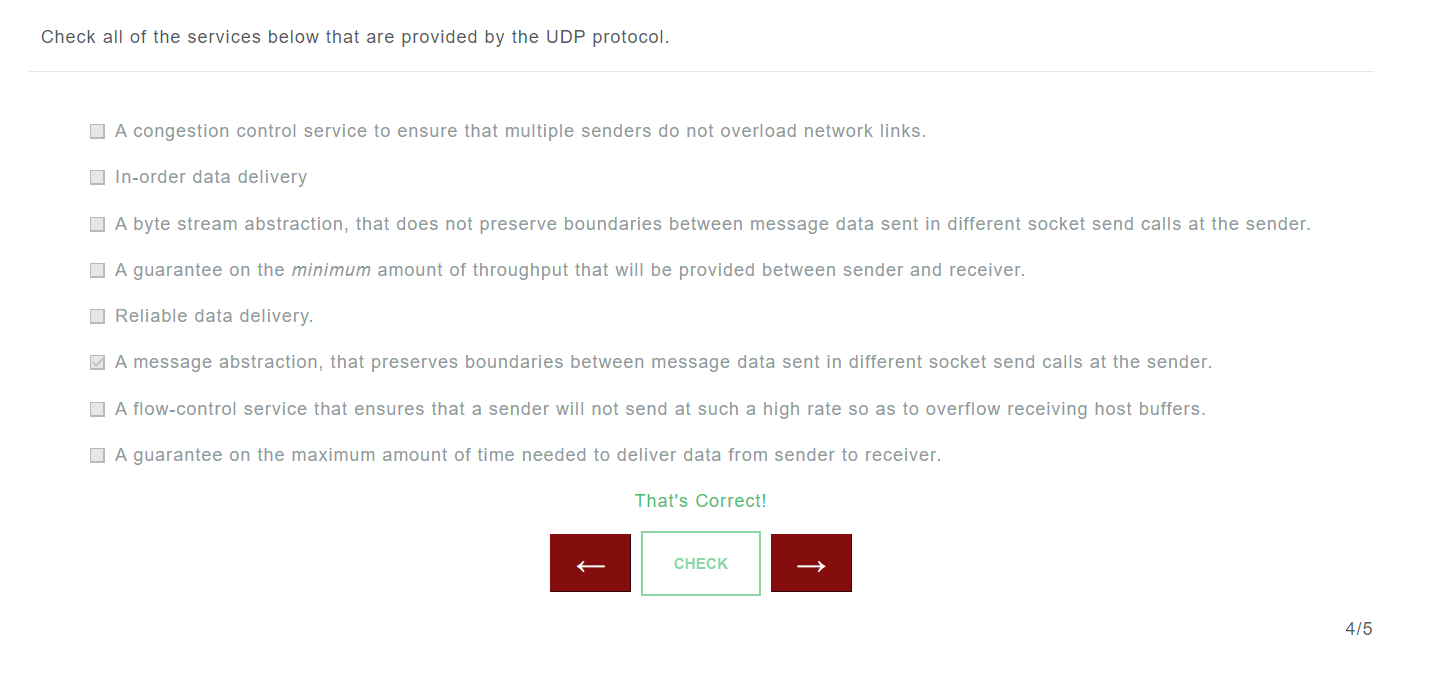 Check all of the services below that are provided by the UDP protocol.
A congestion control service to ensure that multiple senders do not overload network links.
In-order data delivery
A byte stream abstraction, that does not preserve boundaries between message data sent in different socket send calls at the sender.
A guarantee on the minimum amount of throughput that will be provided between sender and receiver.
Reliable data delivery.
A message abstraction, that preserves boundaries between message data sent in different socket send calls at the sender.
A flow-control service that ensures that a sender will not send at such a high rate so as to overflow receiving host buffers.
A guarantee on the maximum amount of time needed to deliver data from sender to receiver.
That's Correct!
← CHECK →
4/5